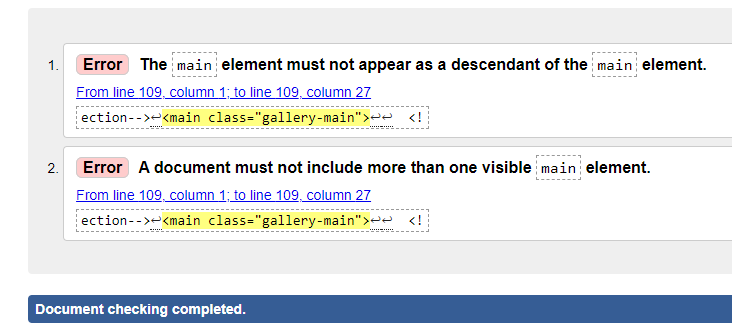 1. Error The main element must not appear as a descendant of the main element.
From line 109, column 1; to line 109, column 27
ection-->↩<main class="gallery-main">↩↩ <!
2. Error A document must not include more than one visible main element.
From line 109, column 1; to line 109, column 27
ection-->↩<main class="gallery-main">↩↩ <!
Document checking completed.